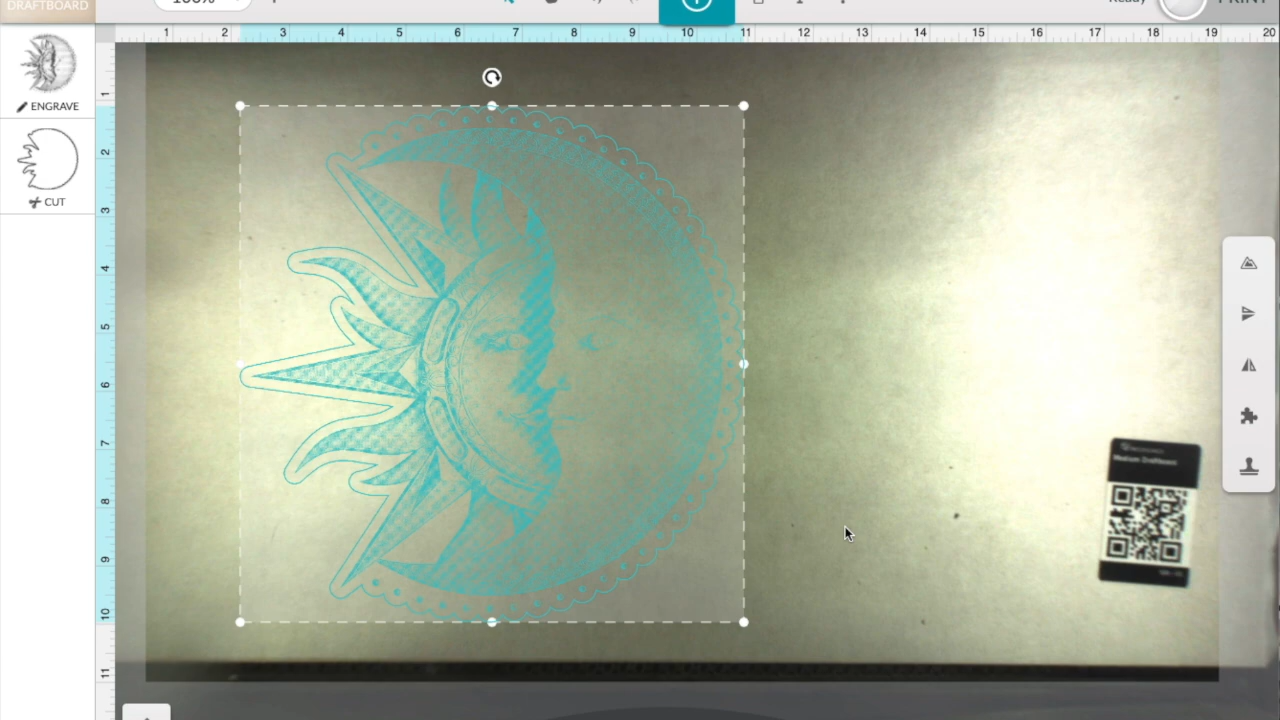 DRAFTBOARD
100%
Ready
PRINT
1 2 3 4 5 6 7 8 9 10 11 12 13 14 15 16 17 18 19 20
ENGRAVE
CUT
1
2
3
4
5
6
7
8
9
10
11
Medium Draftboard